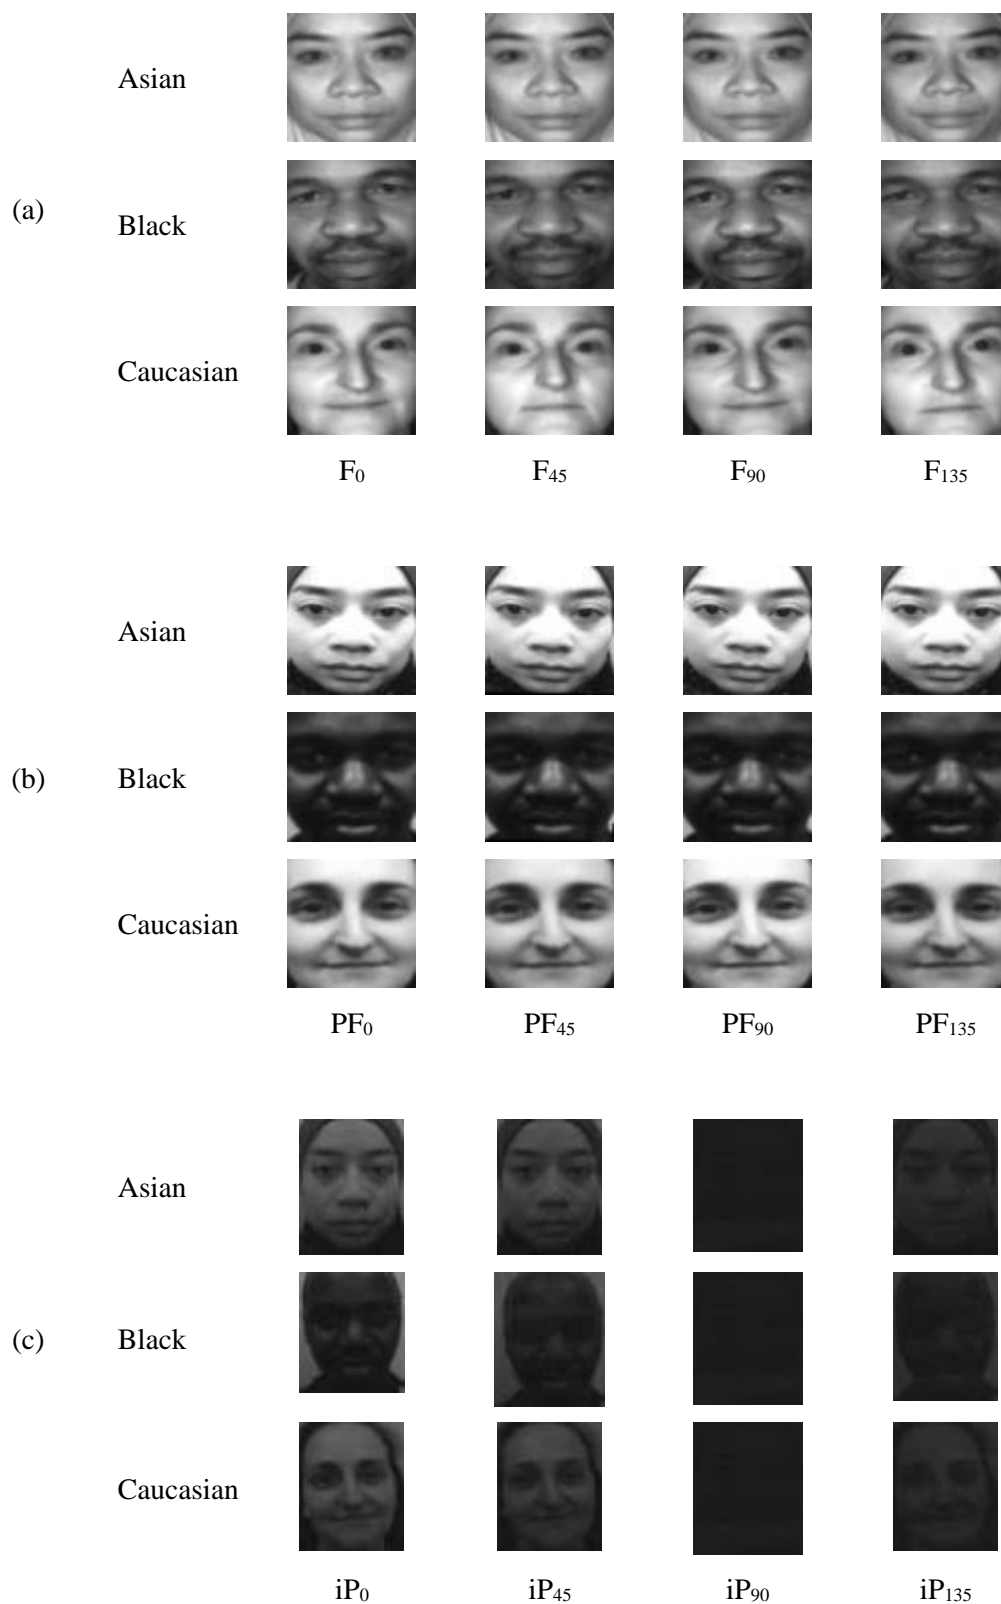 Asian
(a)
Black
Caucasian
F₀ F₄₅ F₉₀ F₁₃₅
Asian
(b) Black
Caucasian
PF₀ PF₄₅ PF₉₀ PF₁₃₅
Asian
(c) Black
Caucasian
iP₀ iP₄₅ iP₉₀ iP₁₃₅